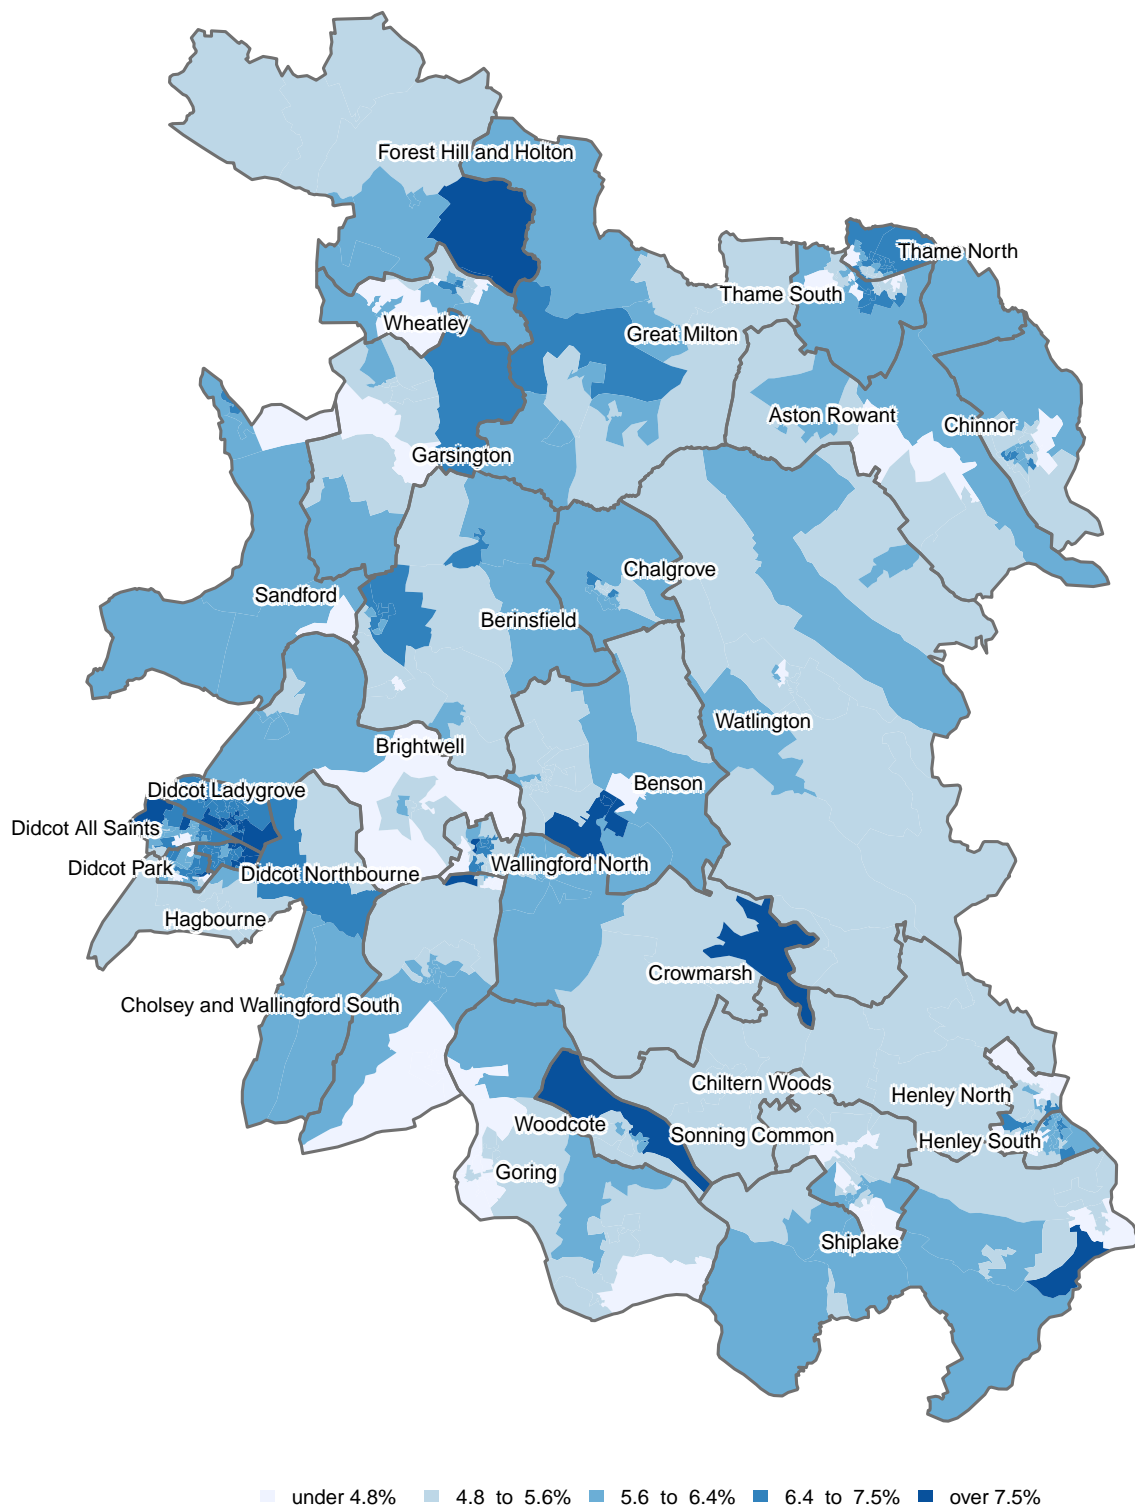 Forest Hill and Holton
Thame North
Thame South
Wheatley
Great Milton
Aston Rowant
Chinnor
Garsington
Chalgrove
Sandford
Berinsfield
Watlington
Brightwell
Benson
Didcot Ladygrove
Didcot All Saints
Wallingford North
Didcot Park
Didcot Northbourne
Hagbourne
Crowmarsh
Cholsey and Wallingford South
Chiltern Woods
Henley North
Woodcote
Sonning Common
Henley South
Goring
Shiplake
under 4.8% 4.8 to 5.6% 5.6 to 6.4% 6.4 to 7.5% over 7.5%